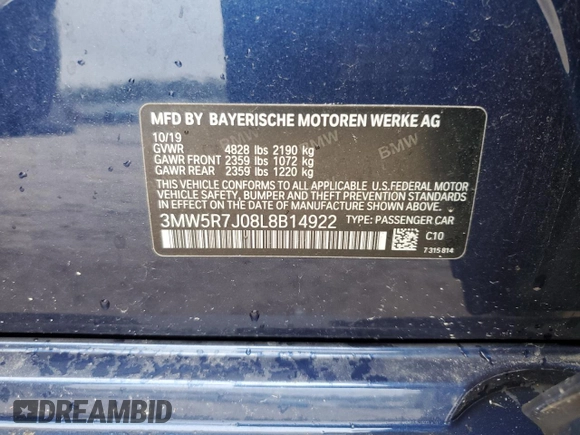 MFD BY BAYERISCHE MOTOREN WERKE AG
10/19
GVWR 4828 lbs 2190 kg
GAWR FRONT 2359 lbs 1072 kg
GAWR REAR 2359 lbs 1220 kg
THIS VEHICLE CONFORMS TO ALL APPLICABLE U.S.FEDERAL MOTOR
VEHICLE SAFETY, BUMPER AND THEFT PREVENTION STANDARDS
IN EFFECT ON THE DATE OF MANUFACTURE SHOWN ABOVE.
3MW5R7J08L8B14922 TYPE: PASSENGER CAR
C10
7 315 814
BMW
BMW
BMW
DREAMBID